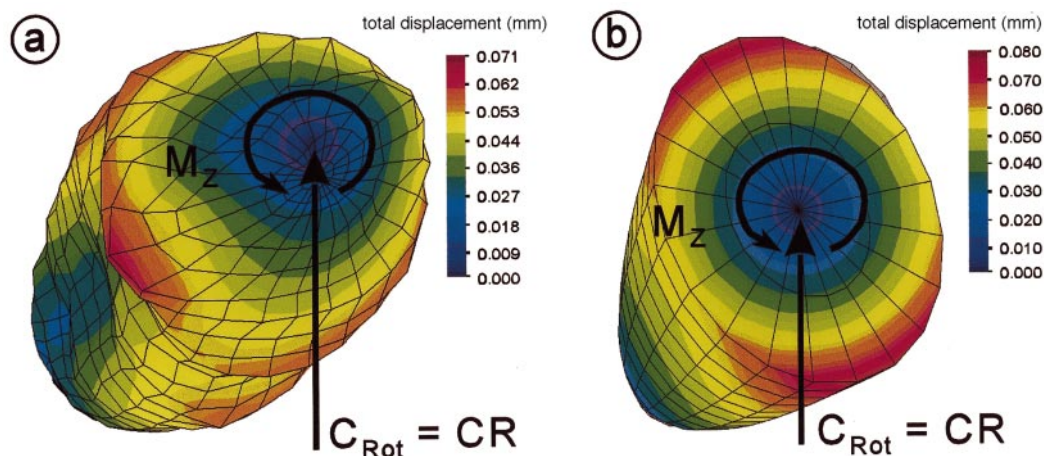 a
total displacement (mm)
0.071
0.062
0.053
0.044
0.036
0.027
0.018
0.009
0.000
Mz
CRot = CR
b
total displacement (mm)
0.080
0.070
0.060
0.050
0.040
0.030
0.020
0.010
0.000
Mz
CRot = CR